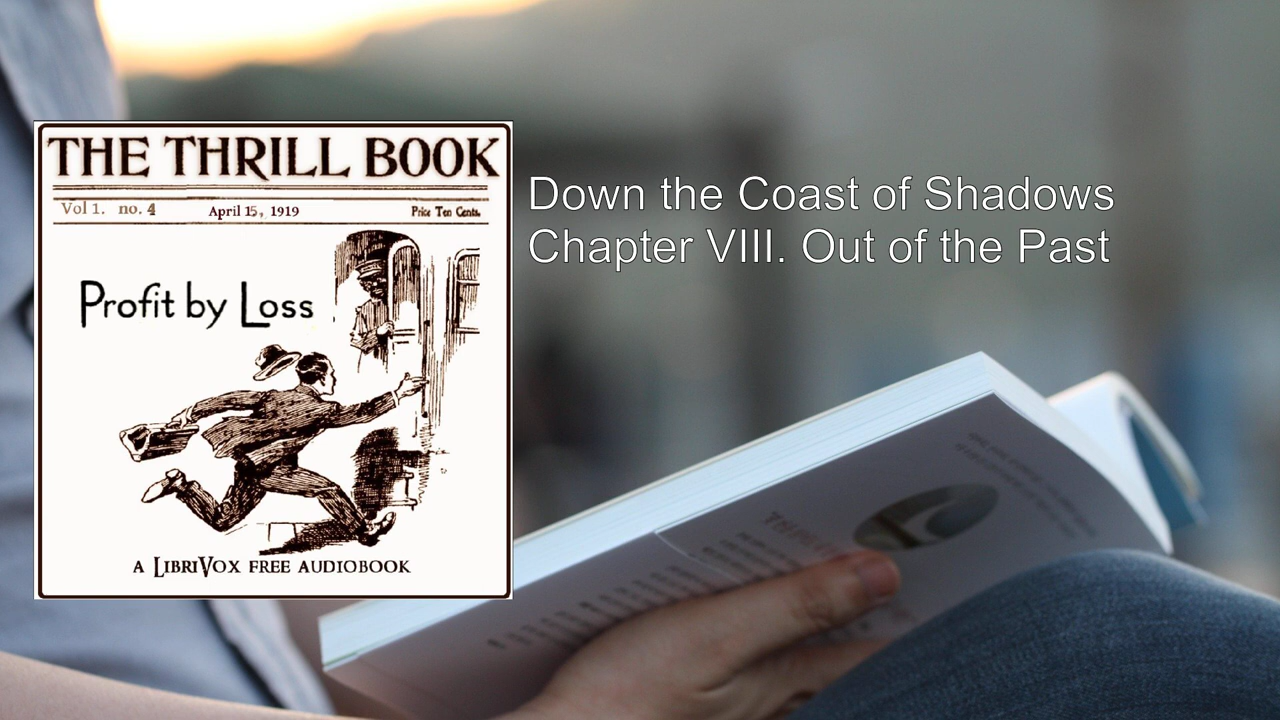 THE THRILL BOOK
Vol 1. no. 4 April 15, 1919 Price Ten Cents.
Profit by Loss
A LIBRIVOX FREE AUDIOBOOK
Down the Coast of Shadows
Chapter VIII. Out of the Past